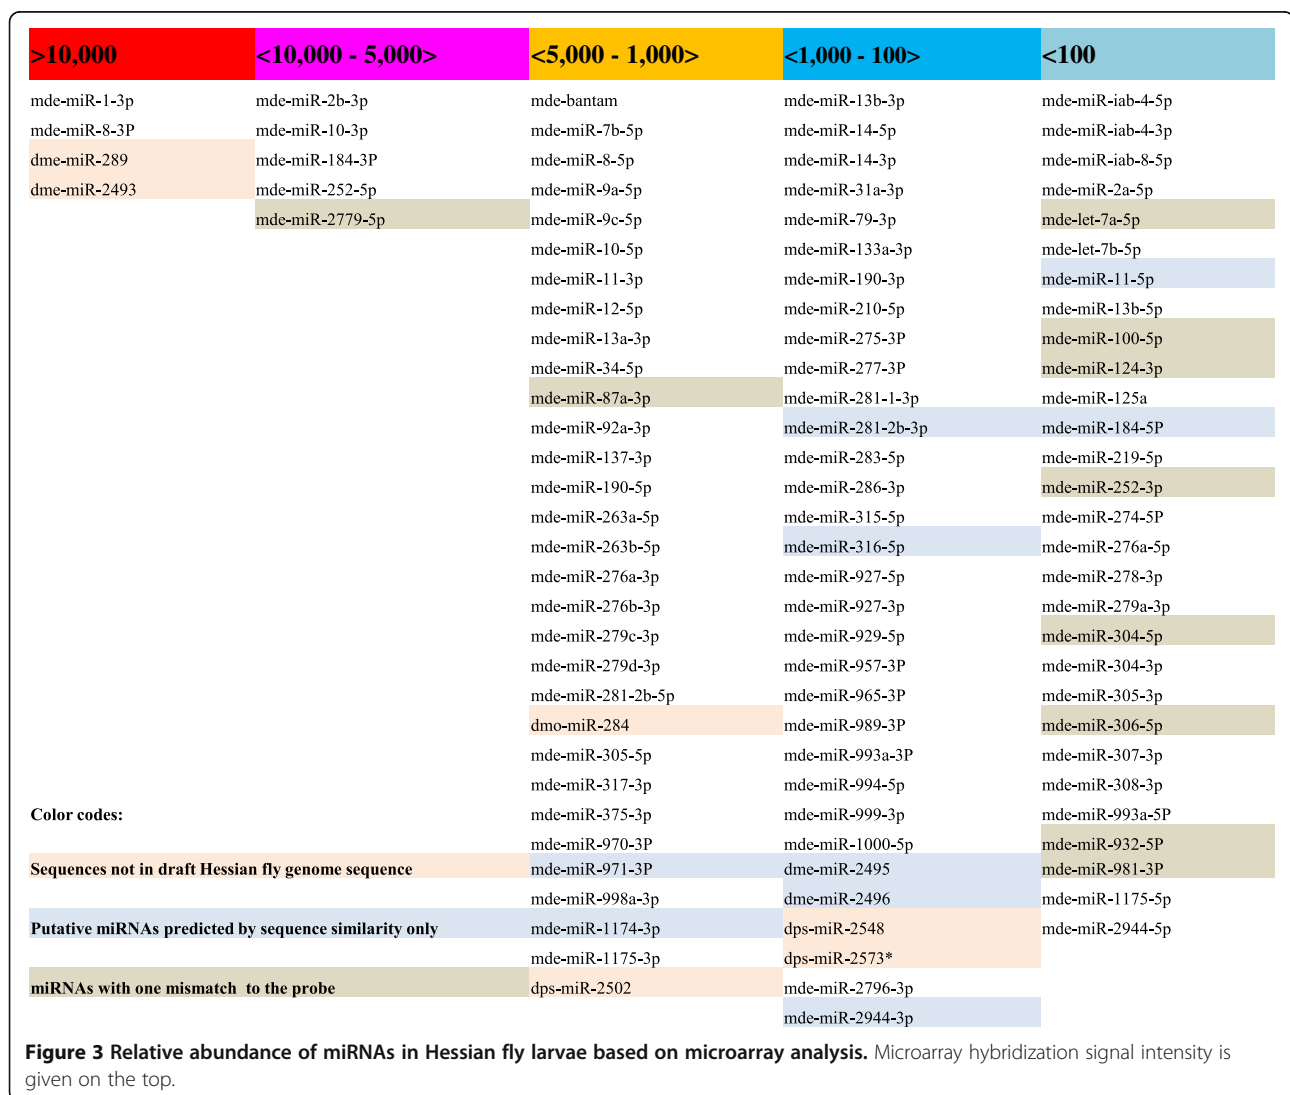 >10,000 <10,000 - 5,000> <5,000 - 1,000> <1,000 - 100> <100
mde-miR-1-3p mde-miR-2b-3p mde-bantam mde-miR-13b-3p mde-miR-iab-4-5p
mde-miR-8-3P mde-miR-10-3p mde-miR-7b-5p mde-miR-14-5p mde-miR-iab-4-3p
dme-miR-289 mde-miR-184-3P mde-miR-8-5p mde-miR-14-3p mde-miR-iab-8-5p
dme-miR-2493 mde-miR-252-5p mde-miR-9a-5p mde-miR-31a-3p mde-miR-2a-5p
mde-miR-2779-5p mde-miR-9c-5p mde-miR-79-3p mde-let-7a-5p
mde-miR-10-5p mde-miR-133a-3p mde-let-7b-5p
mde-miR-11-3p mde-miR-190-3p mde-miR-11-5p
mde-miR-12-5p mde-miR-210-5p mde-miR-13b-5p
mde-miR-13a-3p mde-miR-275-3P mde-miR-100-5p
mde-miR-34-5p mde-miR-277-3P mde-miR-124-3p
mde-miR-87a-3p mde-miR-281-1-3p mde-miR-125a
mde-miR-92a-3p mde-miR-281-2b-3p mde-miR-184-5P
mde-miR-137-3p mde-miR-283-5p mde-miR-219-5p
mde-miR-190-5p mde-miR-286-3p mde-miR-252-3p
mde-miR-263a-5p mde-miR-315-5p mde-miR-274-5P
mde-miR-263b-5p mde-miR-316-5p mde-miR-276a-5p
mde-miR-276a-3p mde-miR-927-5p mde-miR-278-3p
mde-miR-276b-3p mde-miR-927-3p mde-miR-279a-3p
mde-miR-279c-3p mde-miR-929-5p mde-miR-304-5p
mde-miR-279d-3p mde-miR-957-3P mde-miR-304-3p
mde-miR-281-2b-5p mde-miR-965-3P mde-miR-305-3p
dmo-miR-284 mde-miR-989-3P mde-miR-306-5p
mde-miR-305-5p mde-miR-993a-3P mde-miR-307-3p
mde-miR-317-3p mde-miR-994-5p mde-miR-308-3p
Color codes: mde-miR-375-3p mde-miR-999-3p mde-miR-993a-5P
mde-miR-970-3P mde-miR-1000-5p mde-miR-932-5P
Sequences not in draft Hessian fly genome sequence mde-miR-971-3P dme-miR-2495 mde-miR-981-3P
mde-miR-998a-3p dme-miR-2496 mde-miR-1175-5p
Putative miRNAs predicted by sequence similarity only mde-miR-1174-3p dps-miR-2548 mde-miR-2944-5p
mde-miR-1175-3p dps-miR-2573*
miRNAs with one mismatch to the probe dps-miR-2502 mde-miR-2796-3p
mde-miR-2944-3p
Figure 3 Relative abundance of miRNAs in Hessian fly larvae based on microarray analysis. Microarray hybridization signal intensity is
given on the top.